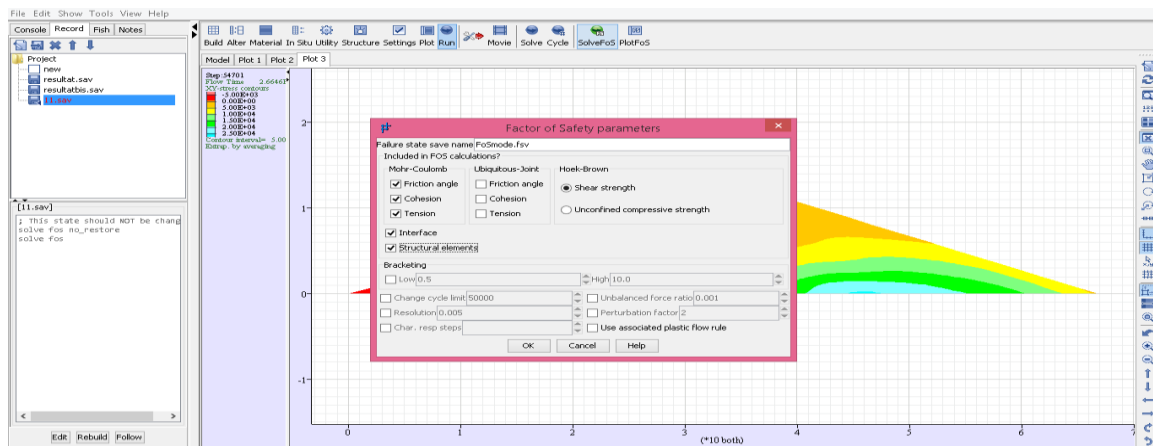 File Edit Show Tools View Help
Console Record Fish Notes
Project
new
resultat.sav
resultatbis.sav
11.sav
[11.sav]
; This state should NOT be chang
solve fos no_restore
solve fos
Edit Rebuild Follow
Build Alter Material In Situ Utility Structure Settings Plot Run Movie Solve Cycle SolveFoS PlotFoS
Model Plot 1 Plot 2 Plot 3
Step:54701
Flow Time 2.6646E
XY-stress contours
-5.00E+03
0.00E+00
5.00E+03
1.00E+04
1.50E+04
2.00E+04
2.50E+04
Contour interval= 5.00
Extrap. by averaging
Factor of Safety parameters
Failure state save name FoSmode.fsv
Included in FOS calculations?
Mohr-Coulomb Ubiquitous-Joint Hoek-Brown
Friction angle Friction angle Shear strength
Cohesion Cohesion
Tension Tension Unconfined compressive strength
Interface
Structural elements
Bracketing
Low 0.5 High 10.0
Change cycle limit 50000 Unbalanced force ratio 0.001
Resolution 0.005 Perturbation factor 2
Char. resp steps Use associated plastic flow rule
OK Cancel Help
2
1
0
-1
0 1 2 3 4 5 6 7
(*10 both)